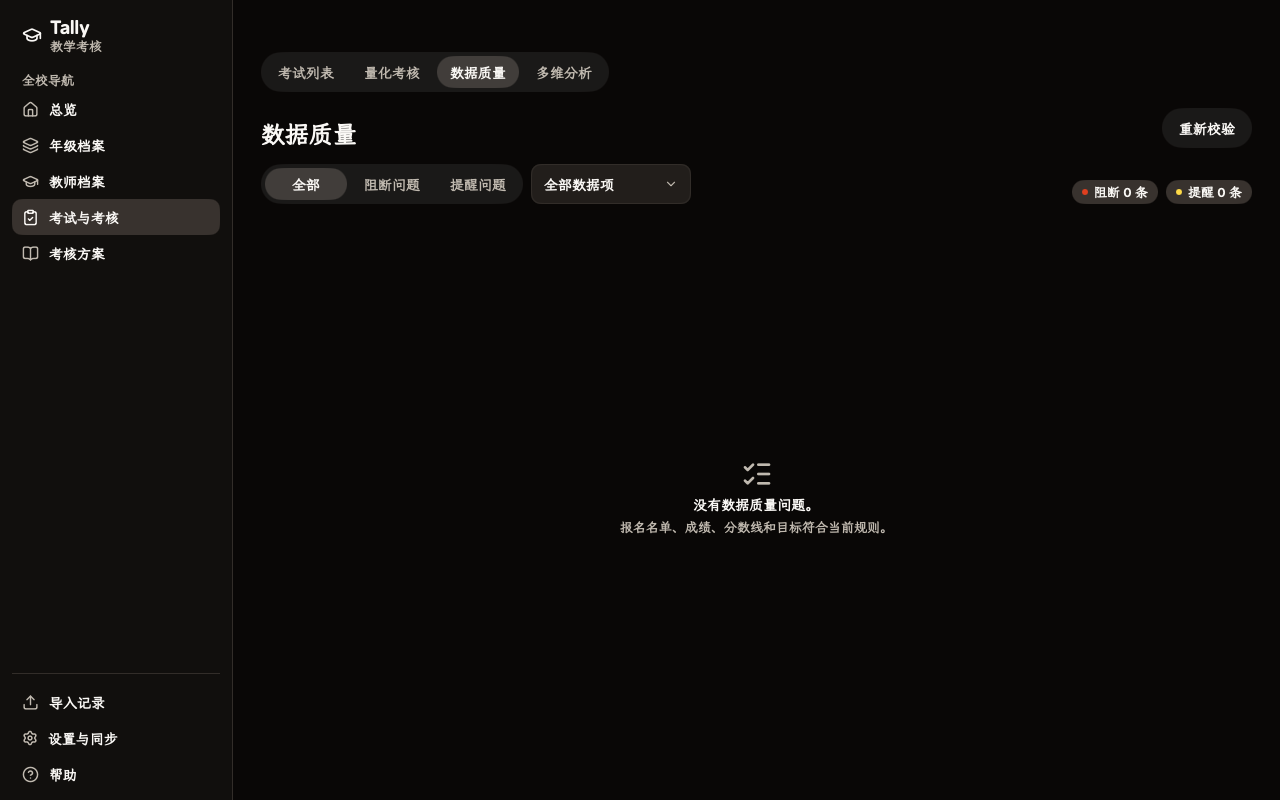 Tally
教学考核
全校导航
总览
年级档案
教师档案
考试与考核
考核方案
导入记录
设置与同步
帮助
考试列表 量化考核 数据质量 多维分析
数据质量
重新校验
全部 阻断问题 提醒问题 全部数据项
阻断 0 条 提醒 0 条
没有数据质量问题。
报名名单、成绩、分数线和目标符合当前规则。